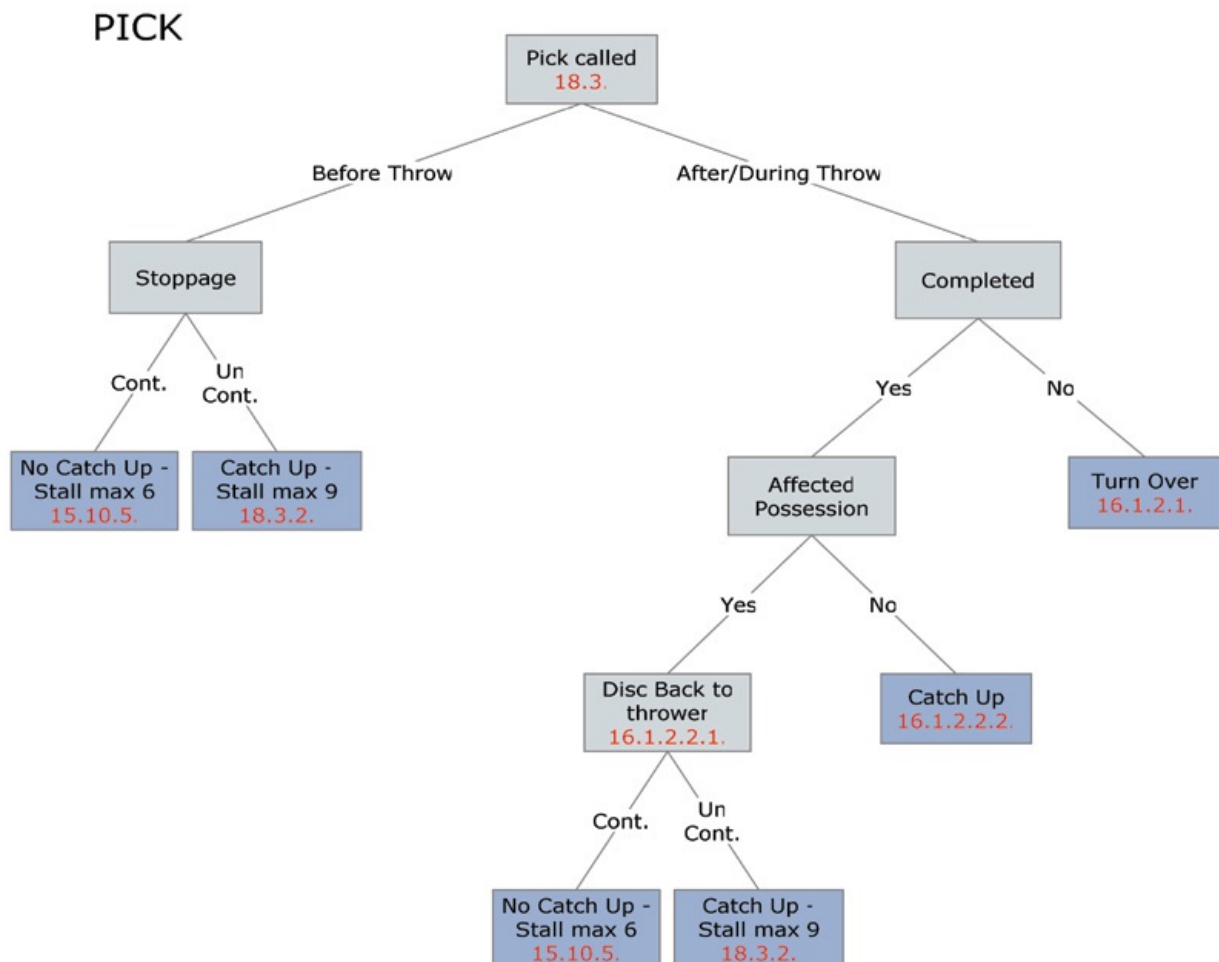 PICK
Pick called
18.3.
Before Throw
After/During Throw
Stoppage
Completed
Cont.
Un
Cont.
Yes
No
No Catch Up -
Stall max 6
15.10.5.
Catch Up -
Stall max 9
18.3.2.
Affected
Possession
Turn Over
16.1.2.1.
Yes
No
Disc Back to
thrower
16.1.2.2.1.
Catch Up
16.1.2.2.2.
Cont.
Un
Cont.
No Catch Up -
Stall max 6
15.10.5.
Catch Up -
Stall max 9
18.3.2.